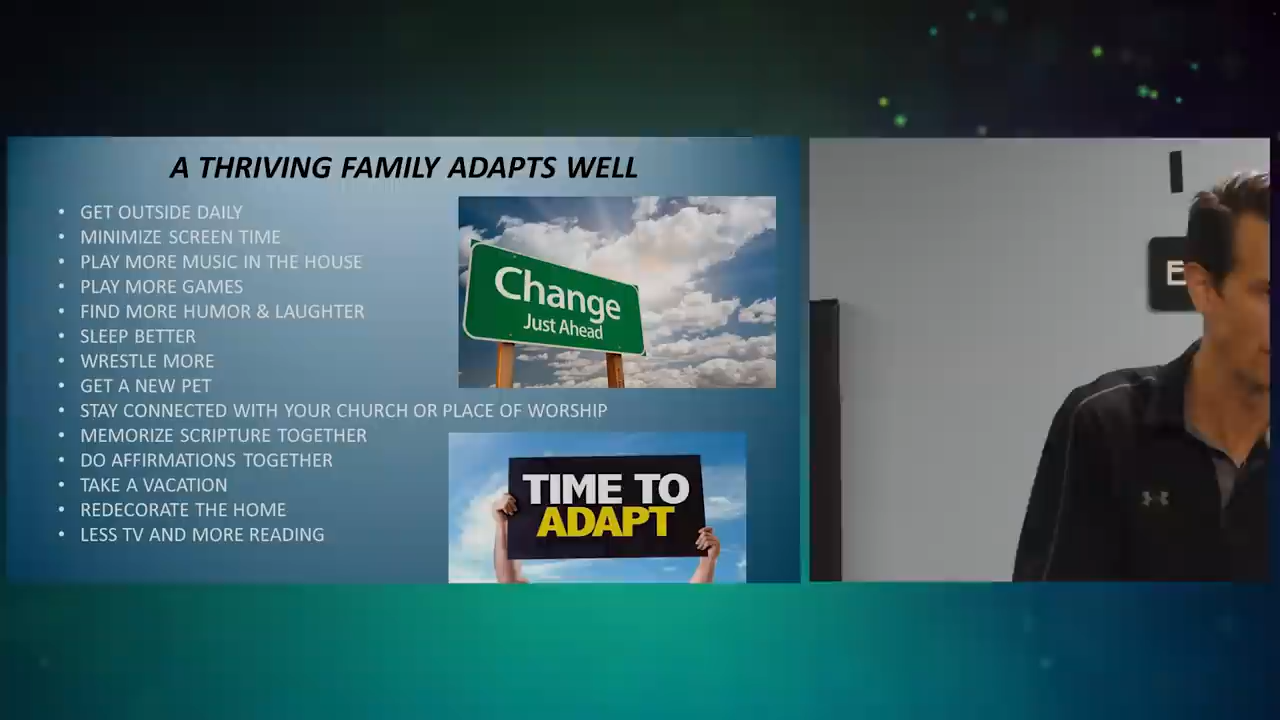 A THRIVING FAMILY ADAPTS WELL
• GET OUTSIDE DAILY
• MINIMIZE SCREEN TIME
• PLAY MORE MUSIC IN THE HOUSE
• PLAY MORE GAMES
• FIND MORE HUMOR & LAUGHTER
• SLEEP BETTER
• WRESTLE MORE
• GET A NEW PET
• STAY CONNECTED WITH YOUR CHURCH OR PLACE OF WORSHIP
• MEMORIZE SCRIPTURE TOGETHER
• DO AFFIRMATIONS TOGETHER
• TAKE A VACATION
• REDECORATE THE HOME
• LESS TV AND MORE READING
Change
Just Ahead
TIME TO
ADAPT